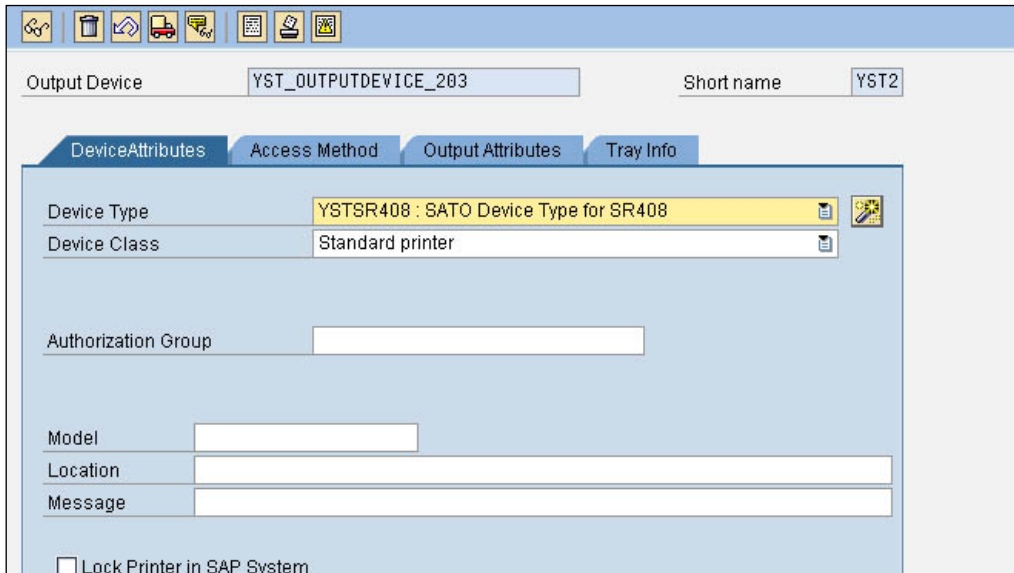 Output Device YST_OUTPUTDEVICE_203 Short name YST2
DeviceAttributes Access Method Output Attributes Tray Info
Device Type YSTSR408 : SATO Device Type for SR408
Device Class Standard printer
Authorization Group
Model
Location
Message
Lock Printer in SAP System